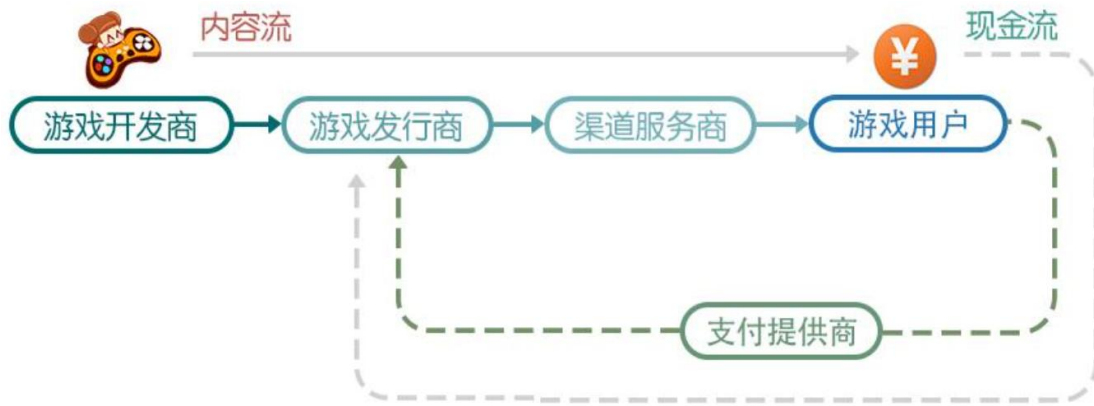 内容流
现金流
¥
游戏开发商
游戏发行商
渠道服务商
游戏用户
支付提供商